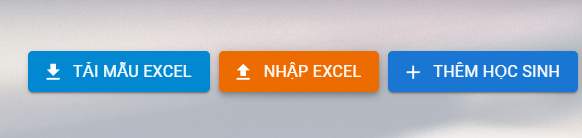 TẢI MẪU EXCEL
NHẬP EXCEL
THÊM HỌC SINH